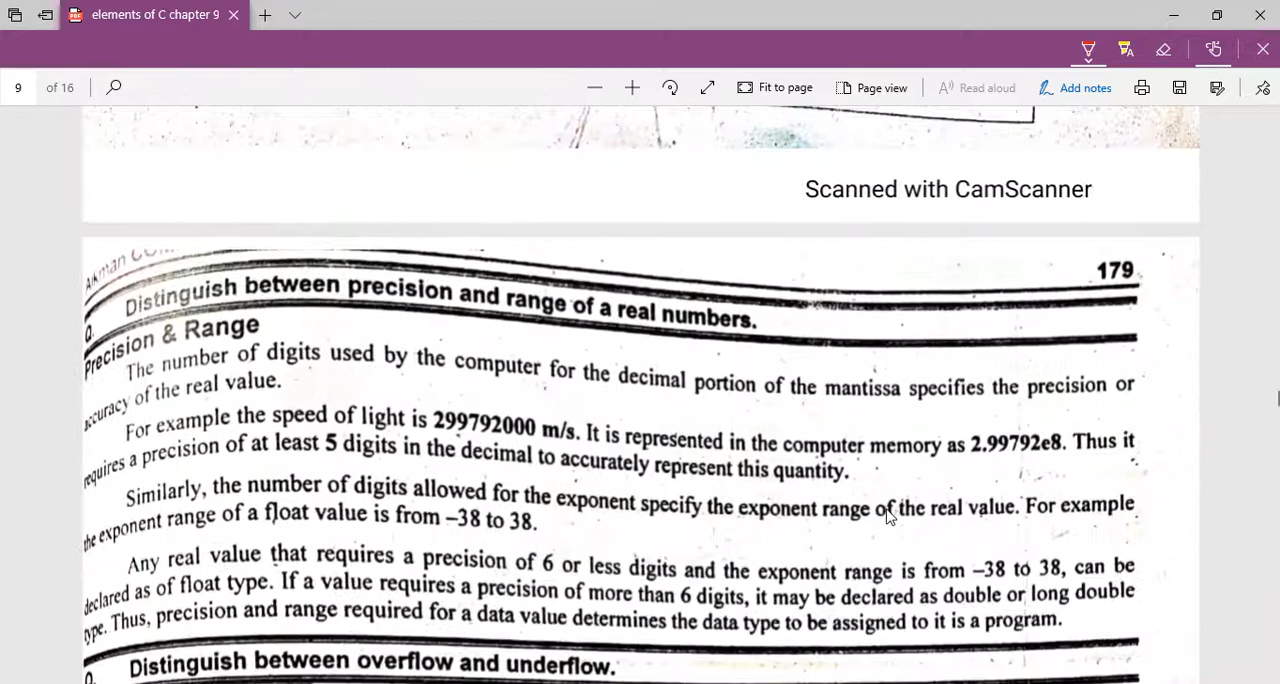 elements of C chapter 9
9 of 16
Fit to page
Page view
Read aloud
Add notes
Scanned with CamScanner
179
Q. Distinguish between precision and range of a real numbers.
Precision & Range
The number of digits used by the computer for the decimal portion of the mantissa specifies the precision or
accuracy of the real value.
For example the speed of light is 299792000 m/s. It is represented in the computer memory as 2.99792e8. Thus it
requires a precision of at least 5 digits in the decimal to accurately represent this quantity.
Similarly, the number of digits allowed for the exponent specify the exponent range of the real value. For example
the exponent range of a float value is from –38 to 38.
Any real value that requires a precision of 6 or less digits and the exponent range is from –38 to 38, can be
declared as of float type. If a value requires a precision of more than 6 digits, it may be declared as double or long double
type. Thus, precision and range required for a data value determines the data type to be assigned to it is a program.
Q. Distinguish between overflow and underflow.